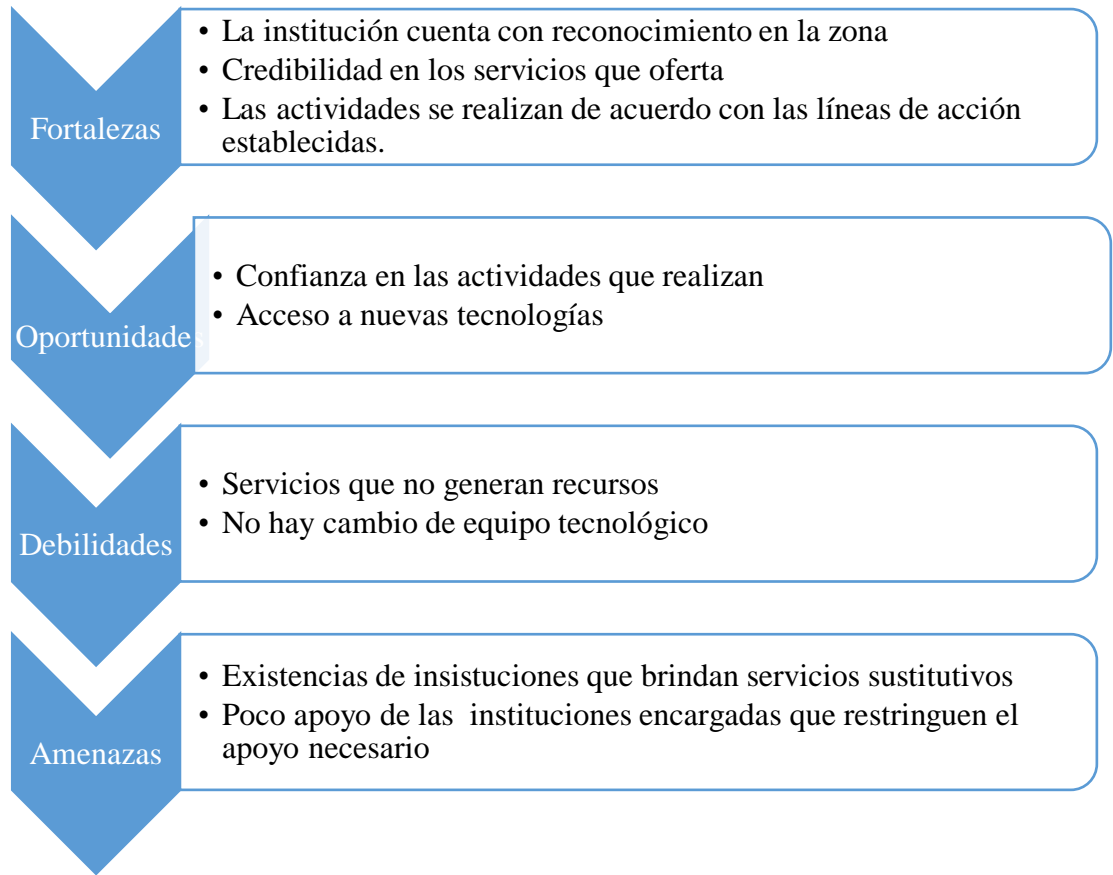 Fortalezas
• La institución cuenta con reconocimiento en la zona
• Credibilidad en los servicios que oferta
• Las actividades se realizan de acuerdo con las líneas de acción
establecidas.
Oportunidades
• Confianza en las actividades que realizan
• Acceso a nuevas tecnologías
Debilidades
• Servicios que no generan recursos
• No hay cambio de equipo tecnológico
Amenazas
• Existencias de insistuciones que brindan servicios sustitutivos
• Poco apoyo de las  instituciones encargadas que restringuen el
apoyo necesario